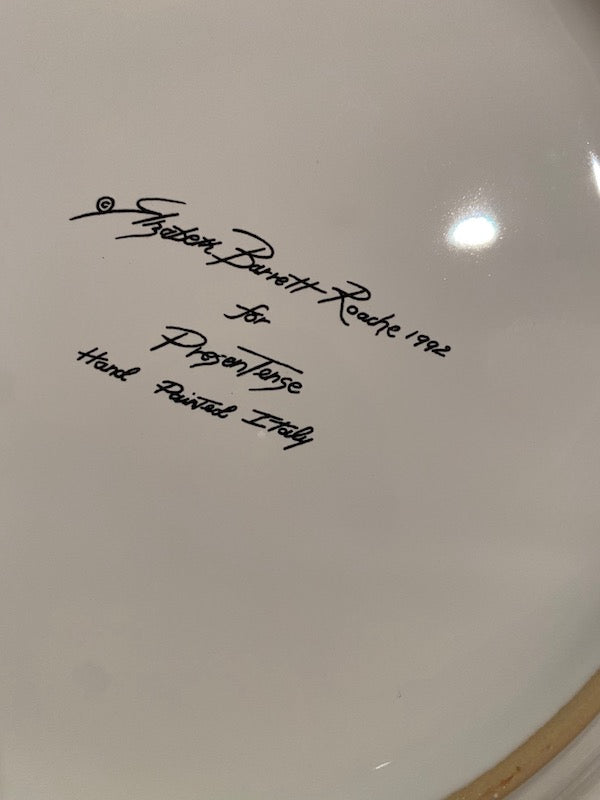 © Elizabeth Barrett-Roache 1992
for
PresenTense
Hand Painted Italy